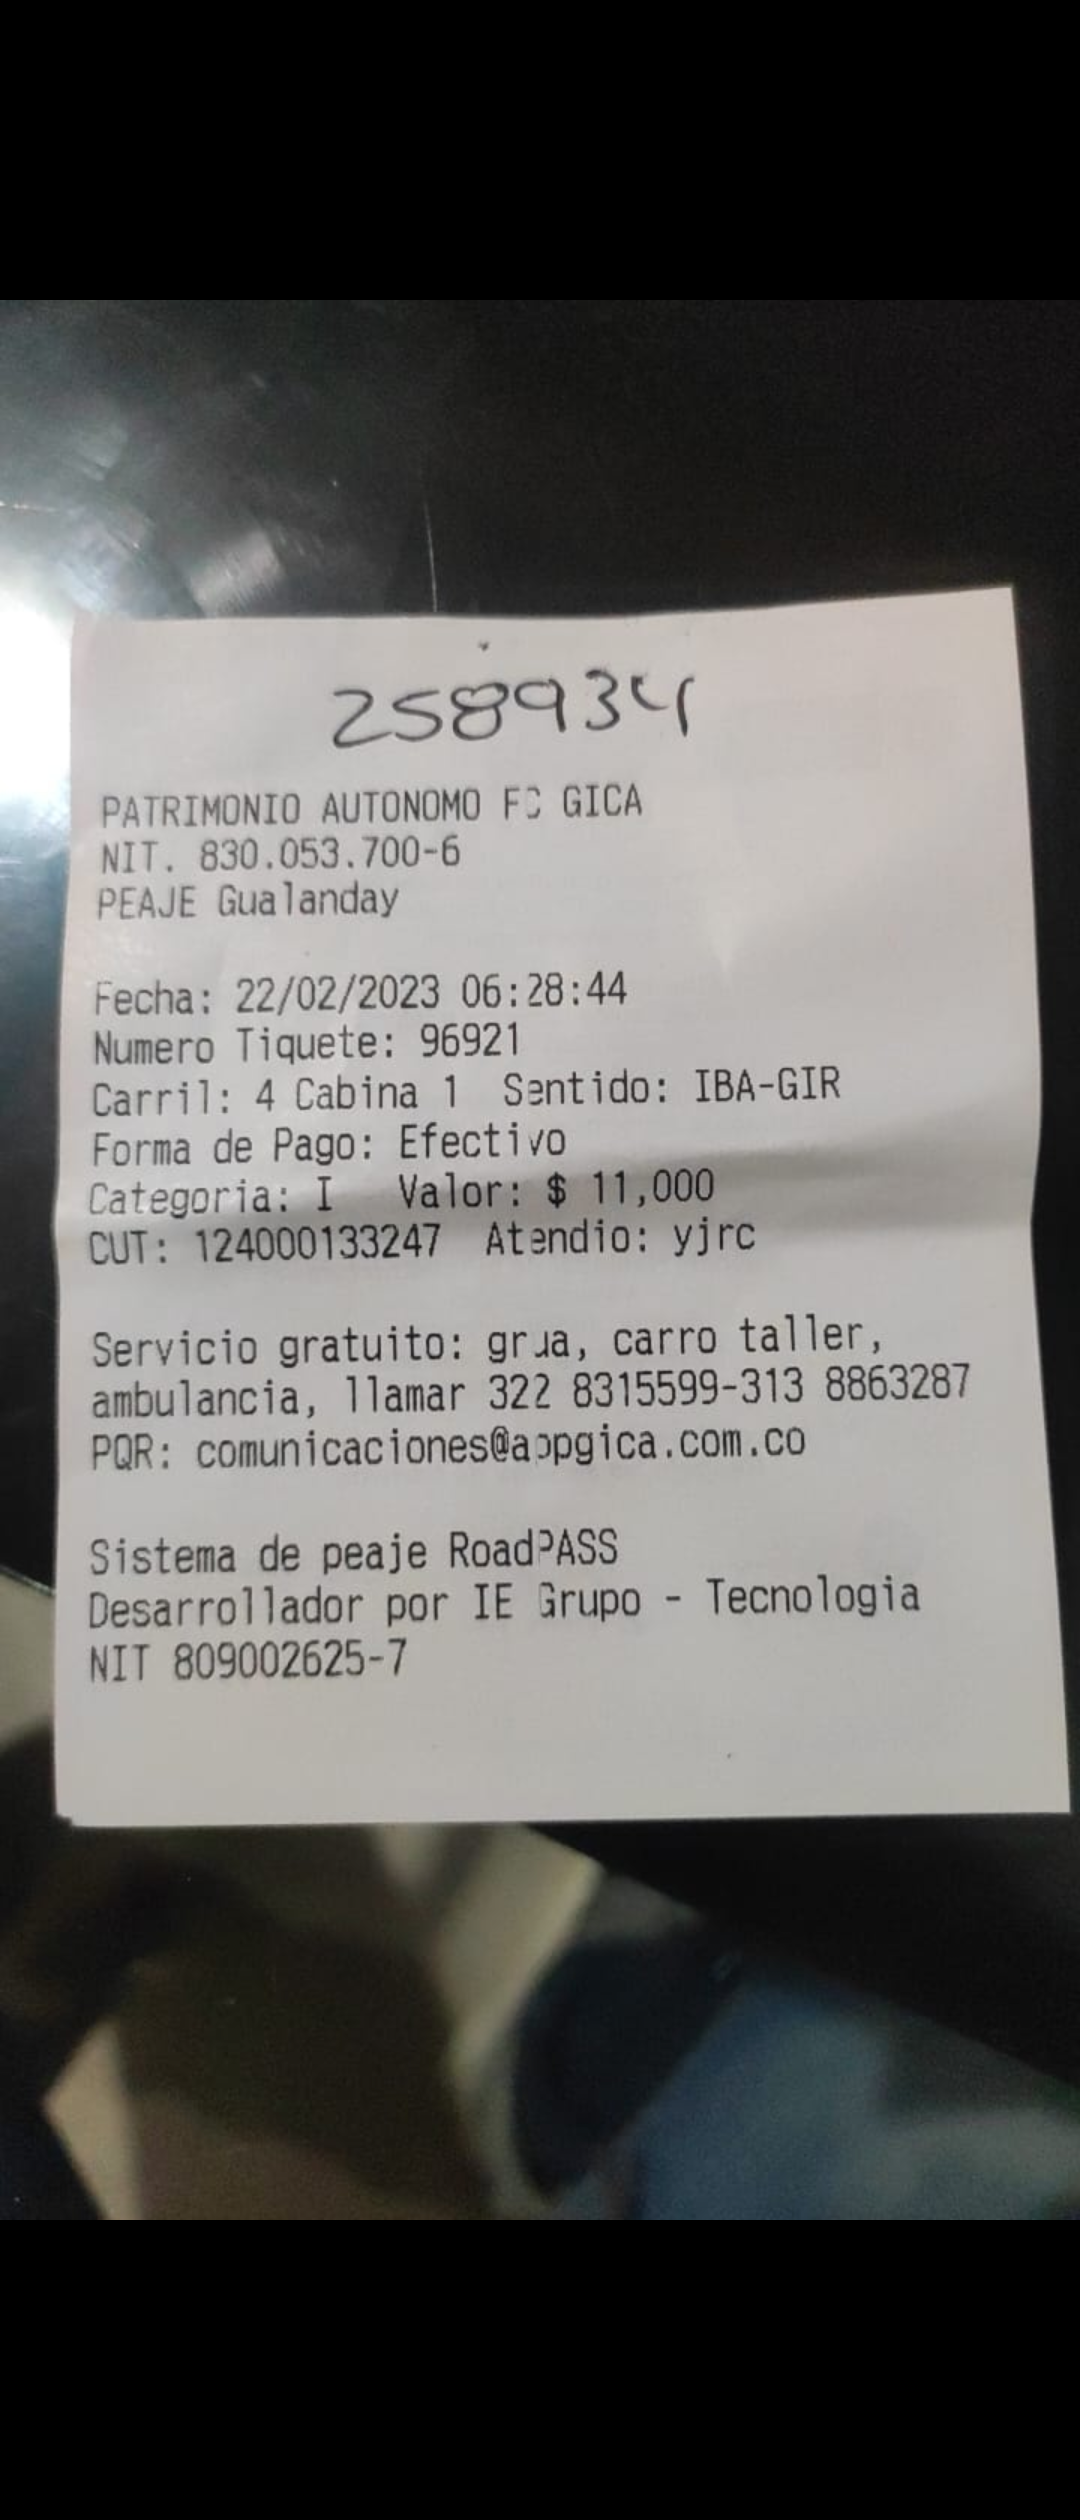 258934
PATRIMONIO AUTONOMO FC GICA
NIT. 830.053.700-6
PEAJE Gualanday
Fecha: 22/02/2023 06:28:44
Numero Tiquete: 96921
Carril: 4 Cabina 1 Sentido: IBA-GIR
Forma de Pago: Efectivo
Categoria: I Valor: $ 11,000
CUT: 124000133247 Atendio: yjrc
Servicio gratuito: grua, carro taller,
ambulancia, llamar 322 8315599-313 8863287
PQR: comunicaciones@appgica.com.co
Sistema de peaje RoadPASS
Desarrollador por IE Grupo - Tecnologia
NIT 809002625-7